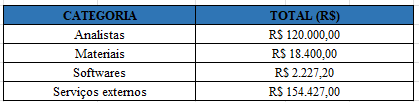 CATEGORIA TOTAL (R$)
Analistas R$ 120.000,00
Materiais R$ 18.400,00
Softwares R$ 2.227,20
Serviços externos R$ 154.427,00